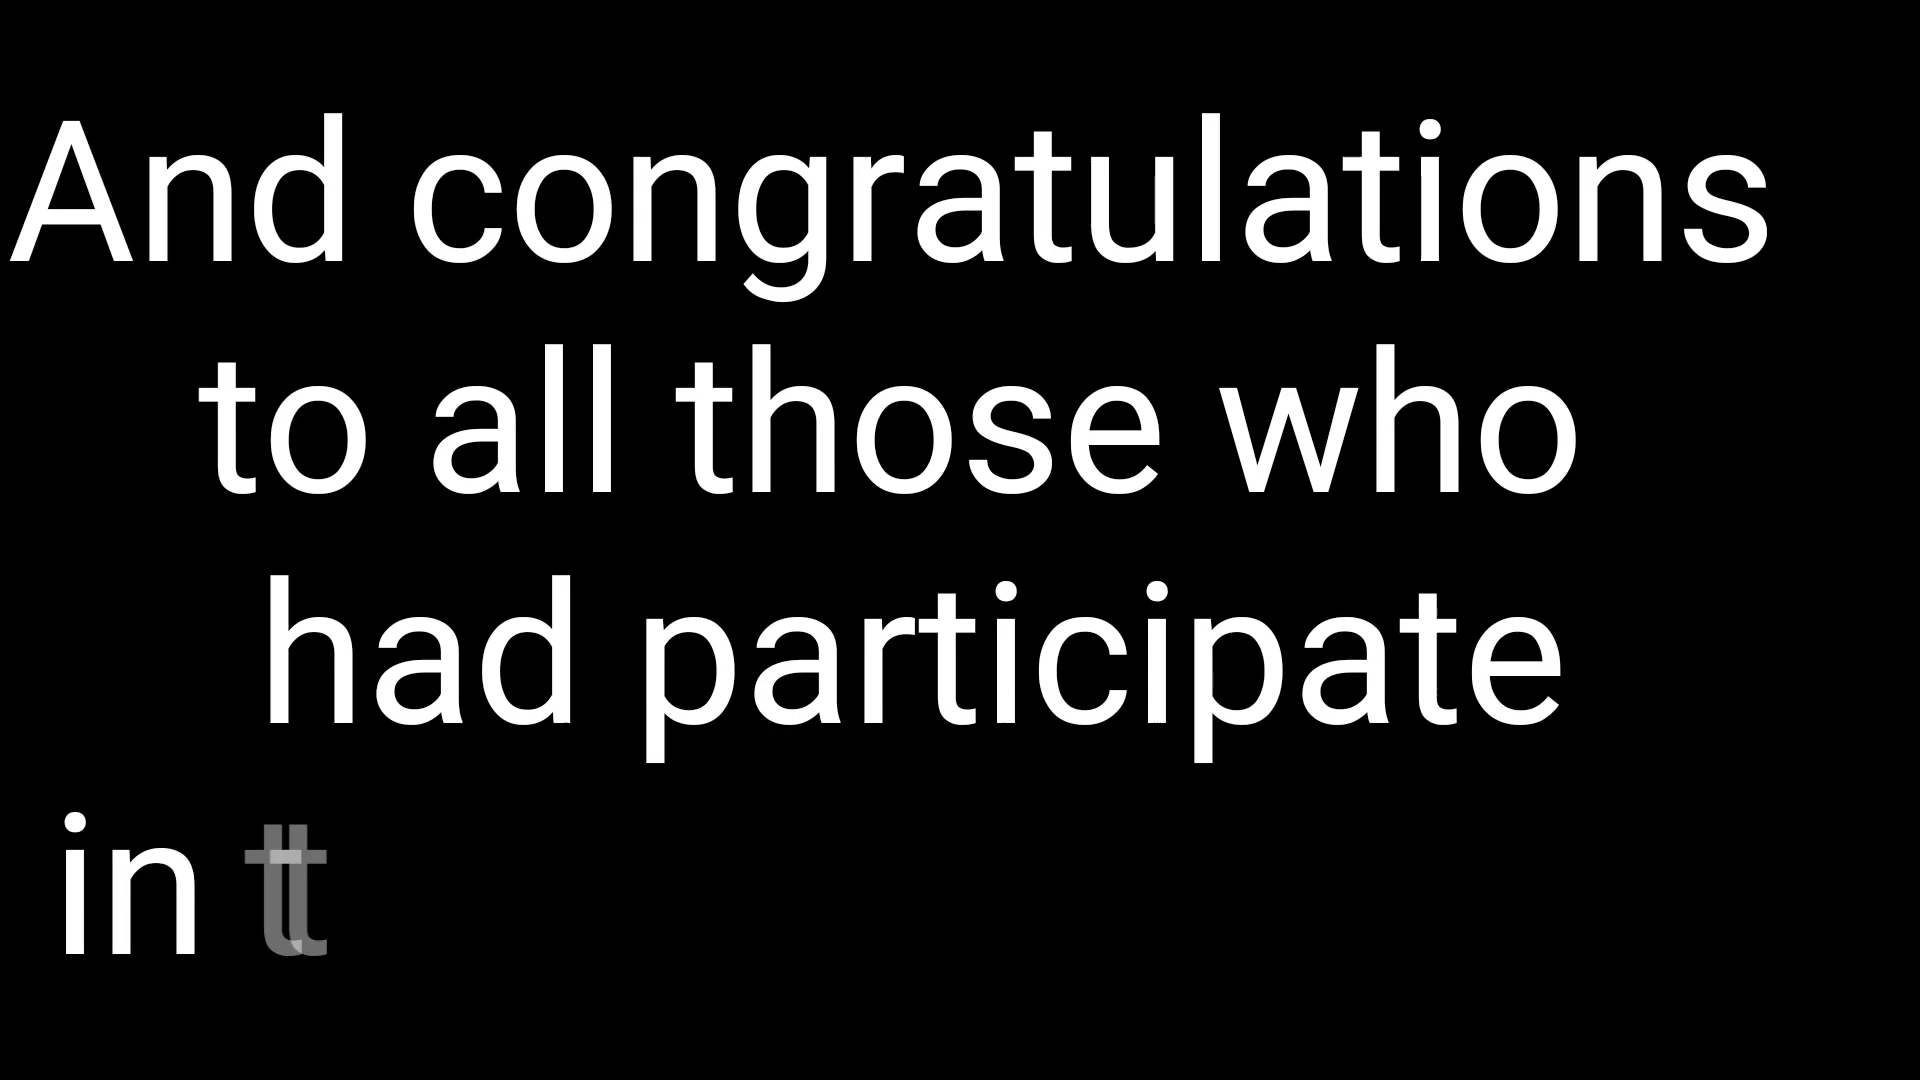 And congratulations
to all those who
had participate
in t